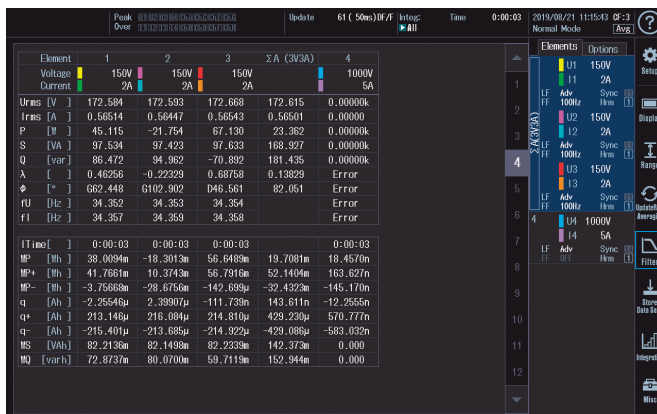 Peak
Over
Update 61 ( 50ms)DF/F Integ: Time 0:00:03 2019/08/21 11:15:43 CF:3
All Normal Mode Avg
Element 1 2 3 ΣA (3V3A) 4
Voltage 150V 150V 150V 1000V
Current 2A 2A 2A 5A
Urms [V ] 172.584 172.593 172.668 172.615 0.00000k
Irms [A ] 0.56514 0.56447 0.56543 0.56501 0.0000
P [W ] 45.115 -21.754 67.130 23.362 0.00000k
S [VA ] 97.534 97.423 97.633 168.927 0.00000k
Q [var] 86.472 94.962 -70.892 181.435 0.00000k
λ [ ] 0.46256 -0.22329 0.68758 0.13829 Error
Φ [° ] G62.448 G102.902 D46.561 82.051 Error
fU [Hz ] 34.352 34.353 34.354 Error
fI [Hz ] 34.357 34.359 34.358 Error
ITime[ ] 0:00:03 0:00:03 0:00:03 0:00:03
WP [Wh ] 38.0094m -18.3013m 56.6489m 19.7081m 18.4570n
WP+ [Wh ] 41.7661m 10.3743m 56.7916m 52.1404m 163.627n
WP- [Wh ] -3.75668m -28.6756m -142.699µ -32.4323m -145.170n
q [Ah ] -2.25546µ 2.39907µ -111.739n 143.611n -12.2555n
q+ [Ah ] 213.146µ 216.084µ 214.810µ 429.230µ 570.777n
q- [Ah ] -215.401µ -213.685µ -214.922µ -429.086µ -583.032n
WS [VAh] 82.2136m 82.1498m 82.2339m 142.373m 0.000
WQ [varh] 72.8737m 80.0700m 59.7119m 152.944m 0.000
1
2
3
4
5
6
7
8
9
10
11
12
Elements Options
ΣA(3V3A)
U1 150V
I1 2A
LF Adv Sync
FF 100Hz Hrm 1
U2 150V
I2 2A
LF Adv Sync
FF 100Hz Hrm 1
U3 150V
I3 2A
LF Adv Sync
FF 100Hz Hrm 1
4 U4 1000V
I4 5A
LF Adv Sync
FF OFF Hrm 1
?
Setup
Display
Range
UpdateR
Averagin
Filter
Store
Data Sa
Integrati
Misc